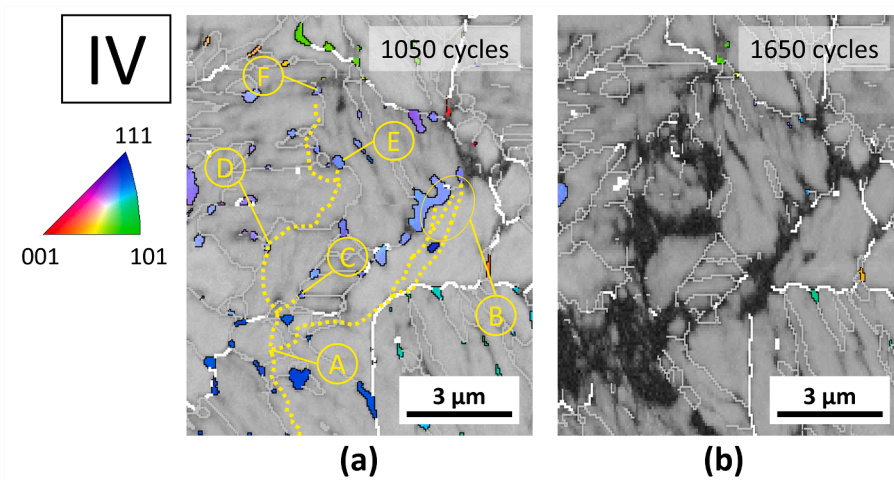 IV
1050 cycles
1650 cycles
F
111
E
D
001
101
C
B
A
3 µm
3 µm
(a)
(b)